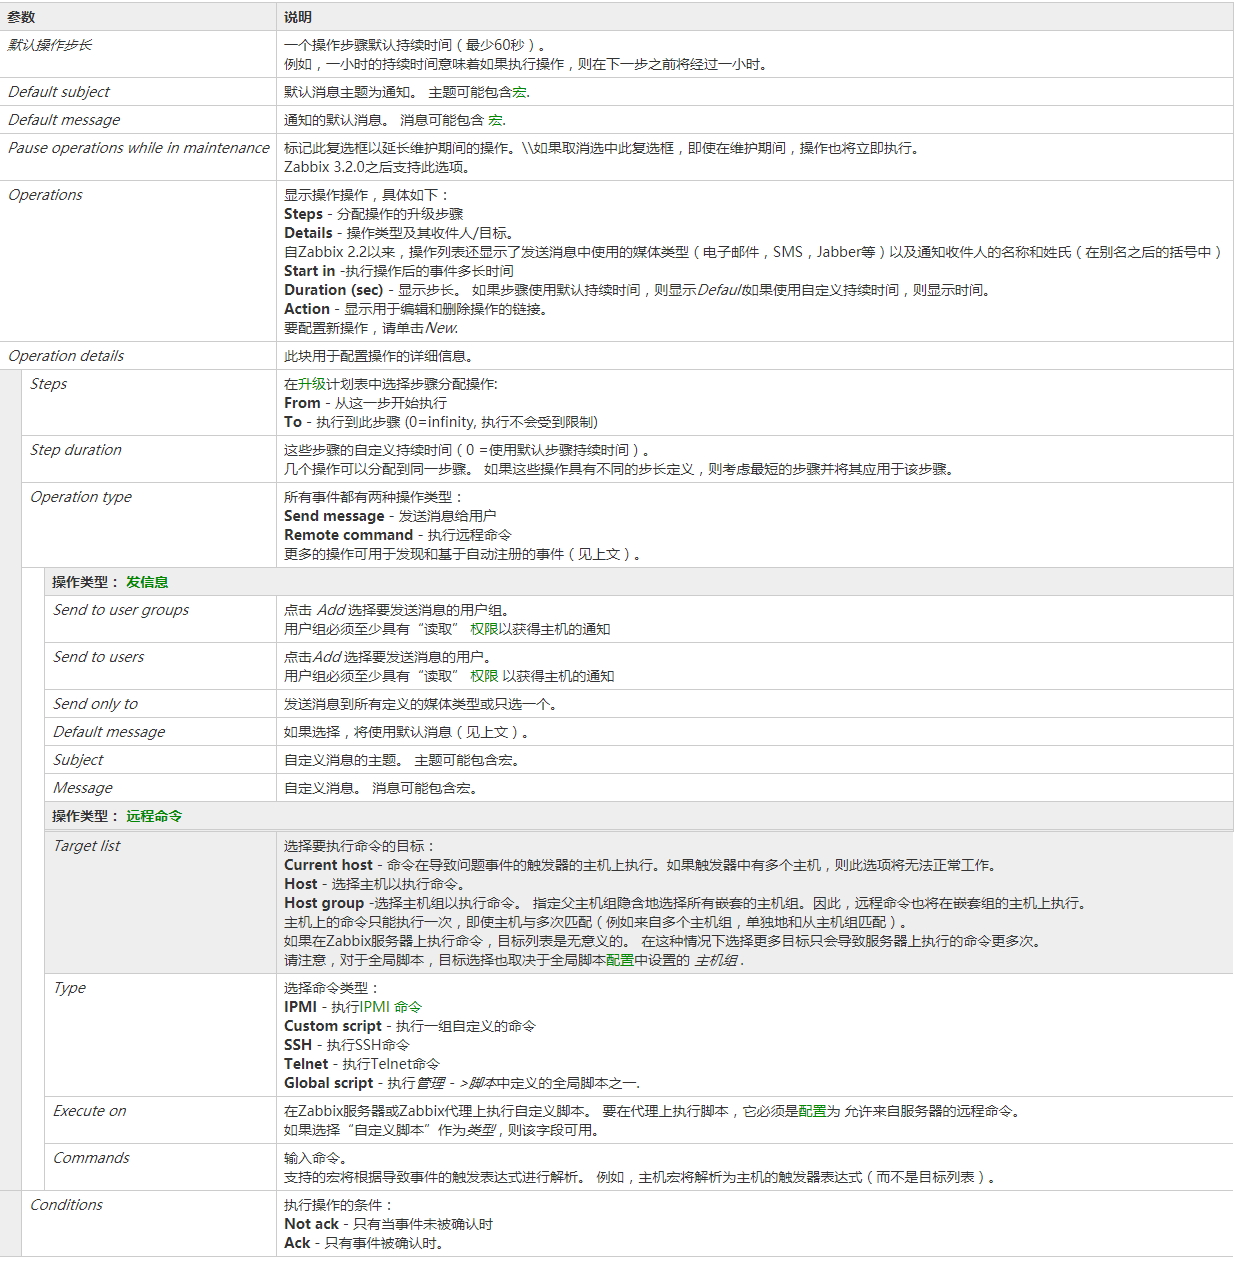 参数 说明
默认操作步长 一个操作步骤默认持续时间（最少60秒）。
例如，一小时的持续时间意味着如果执行操作，则在下一步之前将经过一小时。
Default subject 默认消息主题为通知。 主题可能包含宏.
Default message 通知的默认消息。 消息可能包含 宏.
Pause operations while in maintenance 标记此复选框以延长维护期间的操作。\\如果取消选中此复选框，即使在维护期间，操作也将立即执行。
Zabbix 3.2.0之后支持此选项。
Operations 显示操作操作，具体如下：
Steps - 分配操作的升级步骤
Details - 操作类型及其收件人/目标。
自Zabbix 2.2以来，操作列表还显示了发送消息中使用的媒体类型（电子邮件，SMS，Jabber等）以及通知收件人的名称和姓氏（在别名之后的括号中）
Start in -执行操作后的事件多长时间
Duration (sec) - 显示步长。 如果步骤使用默认持续时间，则显示Default如果使用自定义持续时间，则显示时间。
Action - 显示用于编辑和删除操作的链接。
要配置新操作，请单击New.
Operation details 此块用于配置操作的详细信息。
Steps 在升级计划表中选择步骤分配操作:
From - 从这一步开始执行
To - 执行到此步骤 (0=infinity, 执行不会受到限制)
Step duration 这些步骤的自定义持续时间（0 =使用默认步骤持续时间）。
几个操作可以分配到同一步骤。 如果这些操作具有不同的步长定义，则考虑最短的步骤并将其应用于该步骤。
Operation type 所有事件都有两种操作类型：
Send message - 发送消息给用户
Remote command - 执行远程命令
更多的操作可用于发现和基于自动注册的事件（见上文）。
操作类型： 发信息
Send to user groups 点击 Add 选择要发送消息的用户组。
用户组必须至少具有“读取” 权限以获得主机的通知
Send to users 点击Add 选择要发送消息的用户。
用户组必须至少具有“读取” 权限 以获得主机的通知
Send only to 发送消息到所有定义的媒体类型或只选一个。
Default message 如果选择，将使用默认消息（见上文）。
Subject 自定义消息的主题。 主题可能包含宏。
Message 自定义消息。 消息可能包含宏。
操作类型： 远程命令
Target list 选择要执行命令的目标：
Current host - 命令在导致问题事件的触发器的主机上执行。如果触发器中有多个主机，则此选项将无法正常工作。
Host - 选择主机以执行命令。
Host group -选择主机组以执行命令。 指定父主机组隐含地选择所有嵌套的主机组。因此，远程命令也将在嵌套组的主机上执行。
主机上的命令只能执行一次，即使主机与多次匹配（例如来自多个主机组，单独地和从主机组匹配）。
如果在Zabbix服务器上执行命令，目标列表是无意义的。 在这种情况下选择更多目标只会导致服务器上执行的命令更多次。
请注意，对于全局脚本，目标选择也取决于全局脚本配置中设置的 主机组 .
Type 选择命令类型：
IPMI - 执行IPMI 命令
Custom script - 执行一组自定义的命令
SSH - 执行SSH命令
Telnet - 执行Telnet命令
Global script - 执行管理 - >脚本中定义的全局脚本之一.
Execute on 在Zabbix服务器或Zabbix代理上执行自定义脚本。 要在代理上执行脚本，它必须是配置为 允许来自服务器的远程命令。
如果选择“自定义脚本”作为类型，则该字段可用。
Commands 输入命令。
支持的宏将根据导致事件的触发表达式进行解析。 例如，主机宏将解析为主机的触发器表达式（而不是目标列表）。
Conditions 执行操作的条件：
Not ack - 只有当事件未被确认时
Ack - 只有事件被确认时。